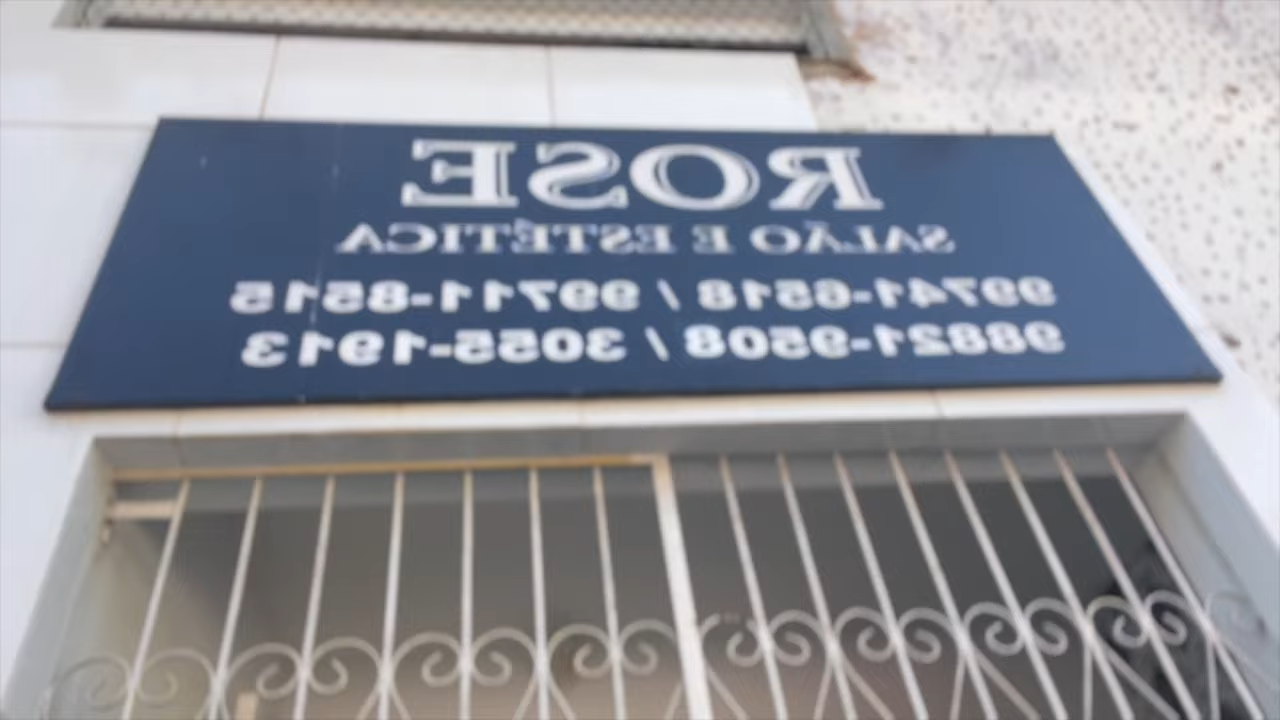 ROSE
SALÃO E ESTÉTICA
99741-6518 / 99711-8515
98821-9508 / 3055-1913